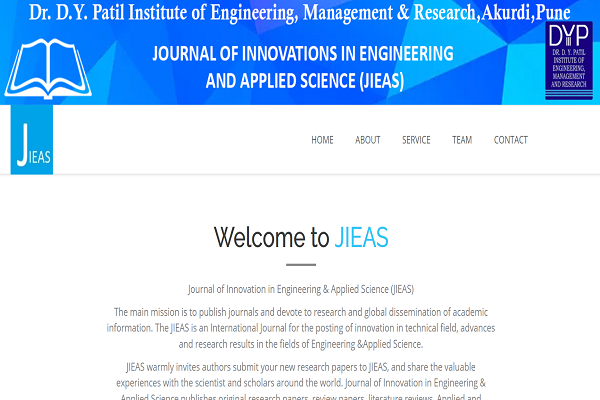 Dr. D.Y. Patil Institute of Engineering, Management & Research,Akurdi,Pune
JOURNAL OF INNOVATIONS IN ENGINEERING
AND APPLIED SCIENCE (JIEAS)
DYP
DR. D. Y. PATIL
INSTITUTE OF
ENGINEERING,
MANAGEMENT
AND RESEARCH
JIEAS
HOME ABOUT SERVICE TEAM CONTACT
Welcome to JIEAS
Journal of Innovation in Engineering & Applied Science (JIEAS)
The main mission is to publish journals and devote to research and global dissemination of academic
information. The JIEAS is an International Journal for the posting of innovation in technical field, advances
and research results in the fields of Engineering &Applied Science.
JIEAS warmly invites authors submit your new research papers to JIEAS, and share the valuable
experiences with the scientist and scholars around the world. Journal of Innovation in Engineering &
Applied Science publishes original research papers, review papers, literature reviews, Applied and